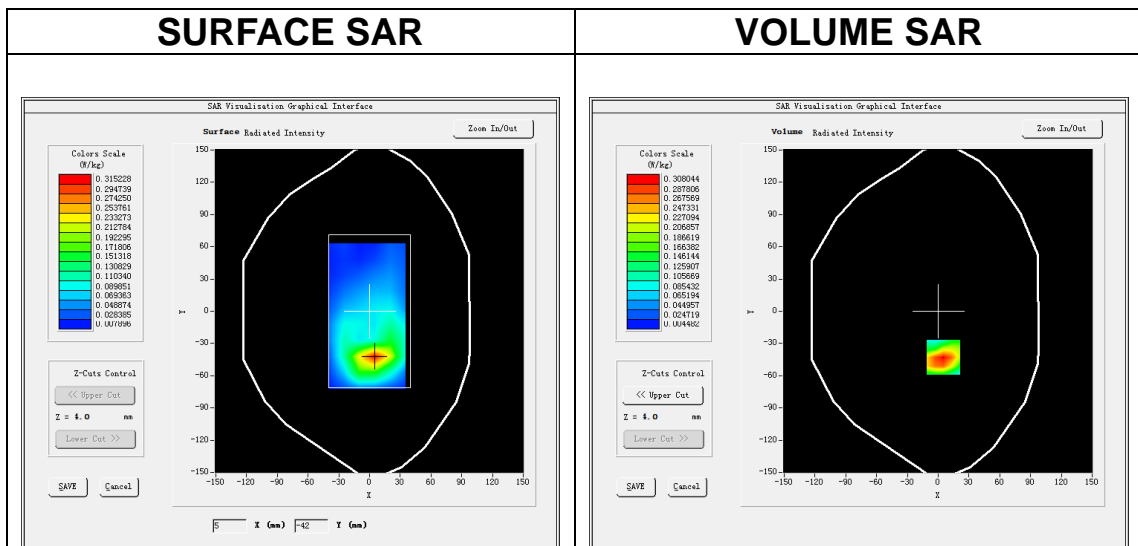 SURFACE SAR
VOLUME SAR
SAR Visualisation Graphical Interface
Surface Radiated Intensity
Zoom In/Out
Colors Scale
(W/kg)
0.315228
0.294739
0.274250
0.253761
0.233273
0.212784
0.192295
0.171806
0.151318
0.130829
0.110340
0.089851
0.069363
0.048874
0.028385
0.007896
Z-Cuts Control
<< Upper Cut
Z = 4.0 mm
Lower Cut >>
SAVE
Cancel
150
120
90
60
30
0
-30
-60
-90
-120
-150
Y
-150 -120 -90 -60 -30 0 30 60 90 120 150
X
5 X (mm) -42 Y (mm)
SAR Visualisation Graphical Interface
Volume Radiated Intensity
Zoom In/Out
Colors Scale
(W/kg)
0.308044
0.287806
0.267569
0.247331
0.227094
0.206857
0.186619
0.166382
0.146144
0.125907
0.105669
0.085432
0.065194
0.044957
0.024719
0.004482
Z-Cuts Control
<< Upper Cut
Z = 4.0 mm
Lower Cut >>
SAVE
Cancel
150
120
90
60
30
0
-30
-60
-90
-120
-150
Y
-150 -120 -90 -60 -30 0 30 60 90 120 150
X